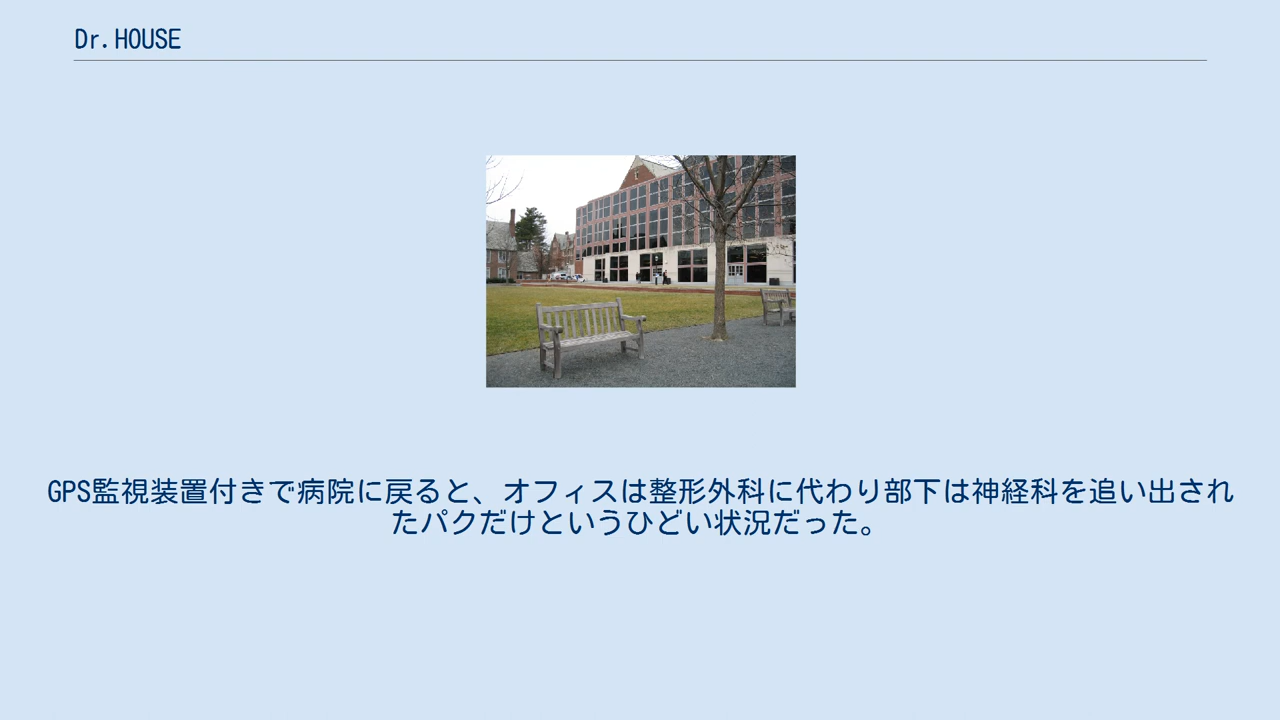 Dr.HOUSE
GPS監視装置付きで病院に戻ると、オフィスは整形外科に代わり部下は神経科を追い出され
たパクだけというひどい状況だった。